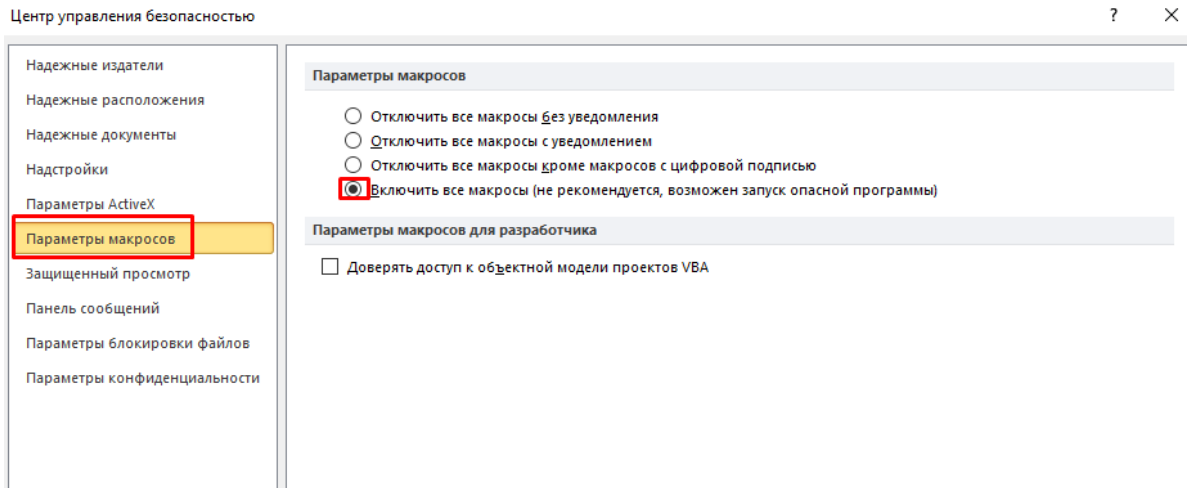 Центр управления безопасностью
?
Надежные издатели
Надежные расположения
Надежные документы
Надстройки
Параметры ActiveX
Параметры макросов
Защищенный просмотр
Панель сообщений
Параметры блокировки файлов
Параметры конфиденциальности
Параметры макросов
Отключить все макросы без уведомления
Отключить все макросы с уведомлением
Отключить все макросы кроме макросов с цифровой подписью
Включить все макросы (не рекомендуется, возможен запуск опасной программы)
Параметры макросов для разработчика
Доверять доступ к объектной модели проектов VBA